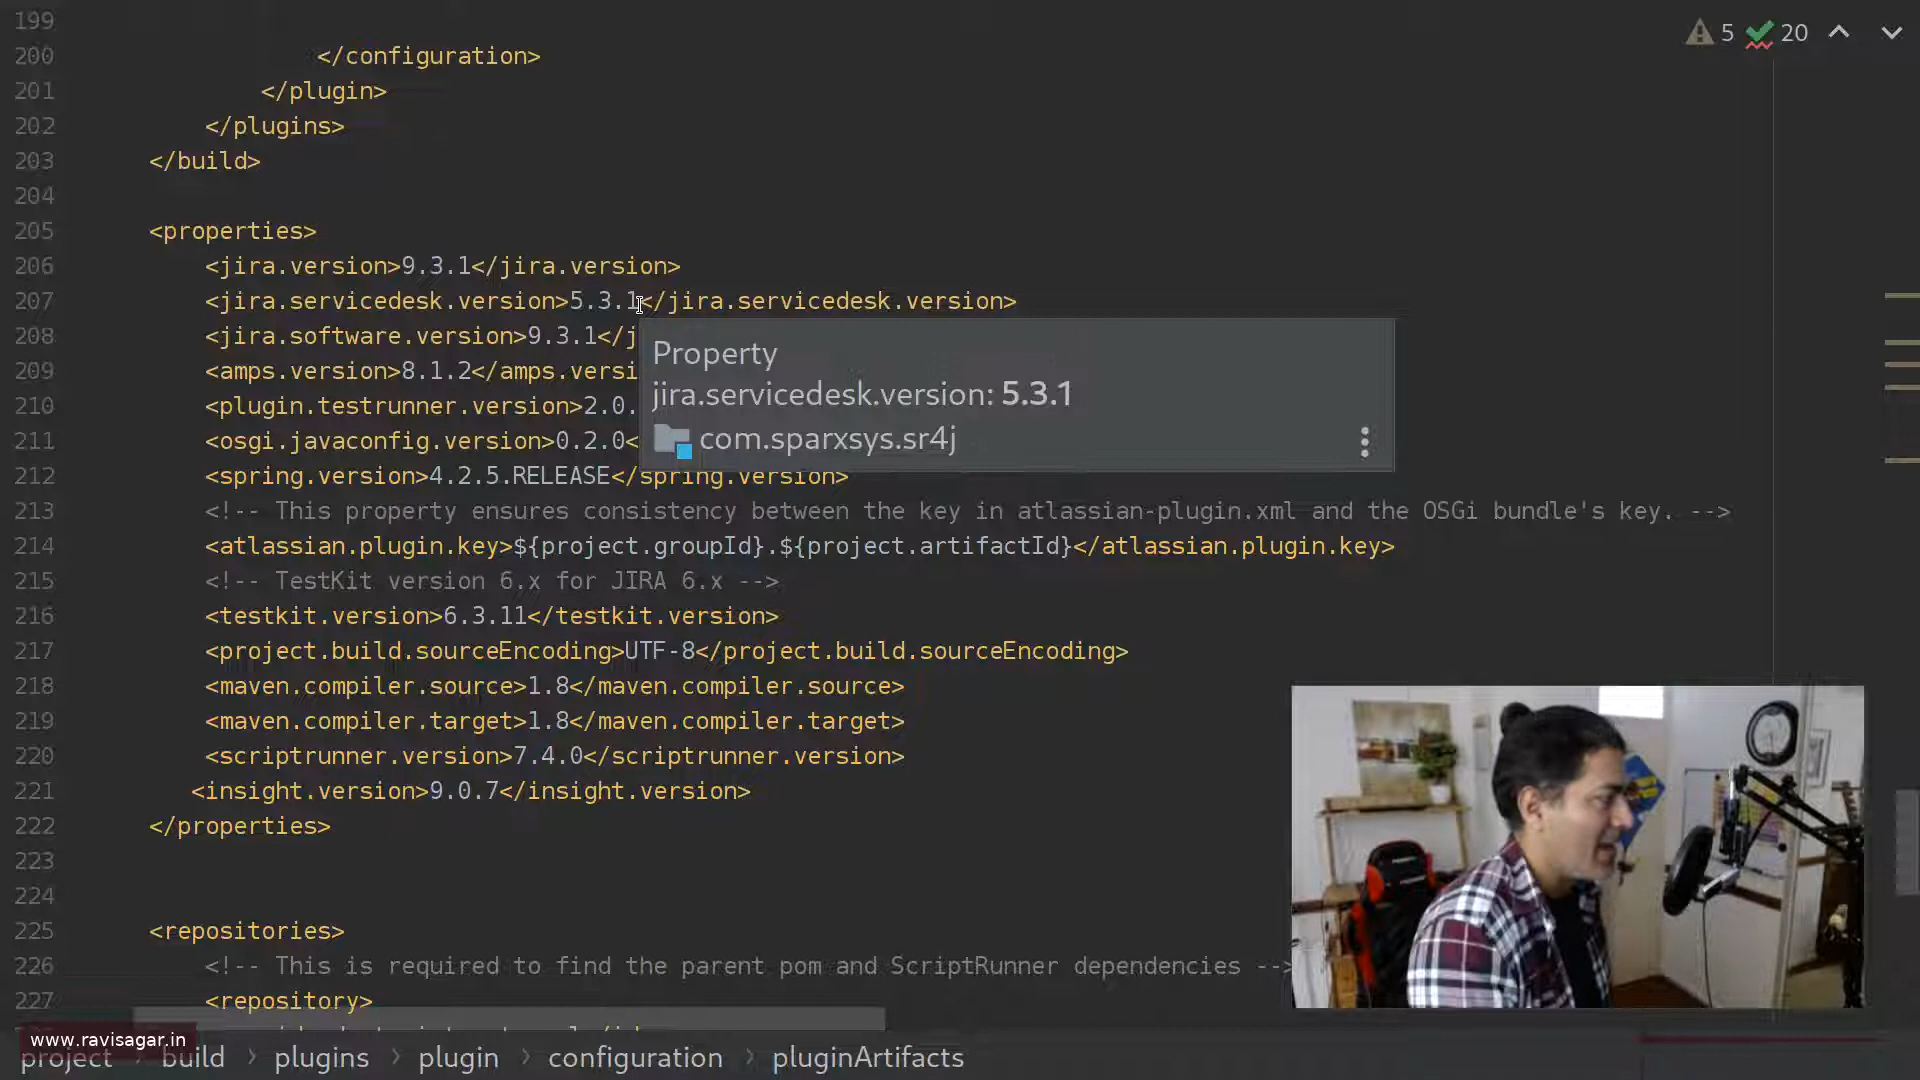 199
200 </configuration>
201 </plugin>
202 </plugins>
203 </build>
204
205 <properties>
206 <jira.version>9.3.1</jira.version>
207 <jira.servicedesk.version>5.3.1</jira.servicedesk.version>
208 <jira.software.version>9.3.1</j
209 <amps.version>8.1.2</amps.versi
210 <plugin.testrunner.version>2.0.
211 <osgi.javaconfig.version>0.2.0<
212 <spring.version>4.2.5.RELEASE</spring.version>
213 <!-- This property ensures consistency between the key in atlassian-plugin.xml and the OSGi bundle's key. -->
214 <atlassian.plugin.key>${project.groupId}.${project.artifactId}</atlassian.plugin.key>
215 <!-- TestKit version 6.x for JIRA 6.x -->
216 <testkit.version>6.3.11</testkit.version>
217 <project.build.sourceEncoding>UTF-8</project.build.sourceEncoding>
218 <maven.compiler.source>1.8</maven.compiler.source>
219 <maven.compiler.target>1.8</maven.compiler.target>
220 <scriptrunner.version>7.4.0</scriptrunner.version>
221 <insight.version>9.0.7</insight.version>
222 </properties>
223
224
225 <repositories>
226 <!-- This is required to find the parent pom and ScriptRunner dependencies -->
227 <repository>
5 20
Property
jira.servicedesk.version: 5.3.1
com.sparxsys.sr4j
www.ravisagar.in
project > build > plugins > plugin > configuration > pluginArtifacts